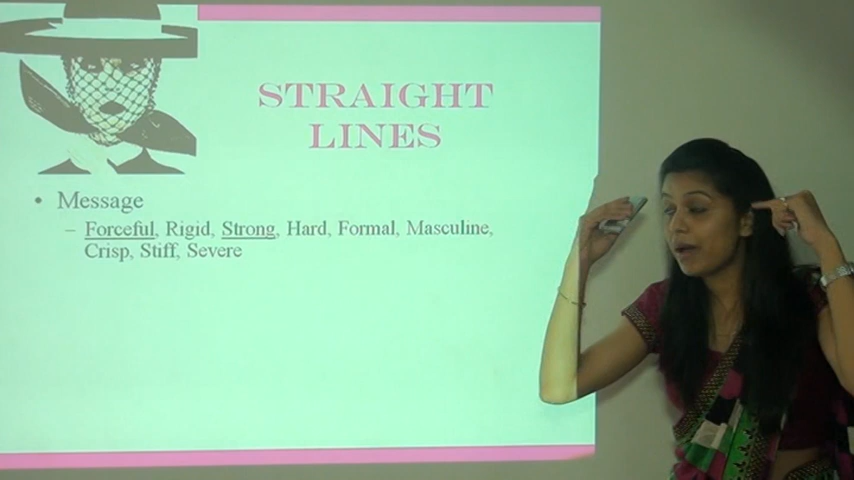 STRAIGHT
LINES
• Message
– Forceful, Rigid, Strong, Hard, Formal, Masculine,
Crisp, Stiff, Severe